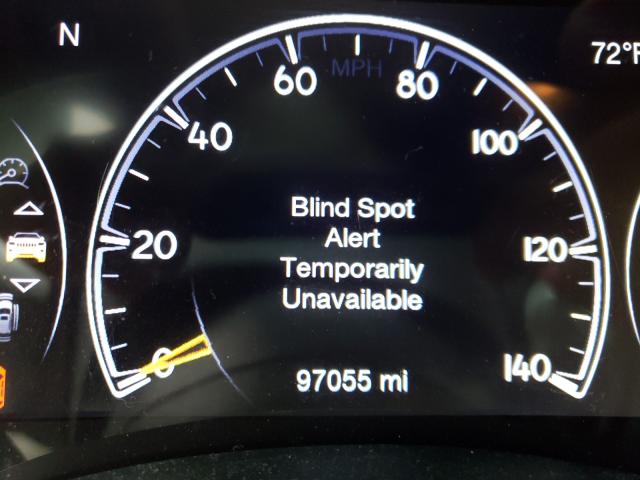 N
72°F
MPH
60
80
40
100
20
120
0
140
Blind Spot
Alert
Temporarily
Unavailable
97055 mi